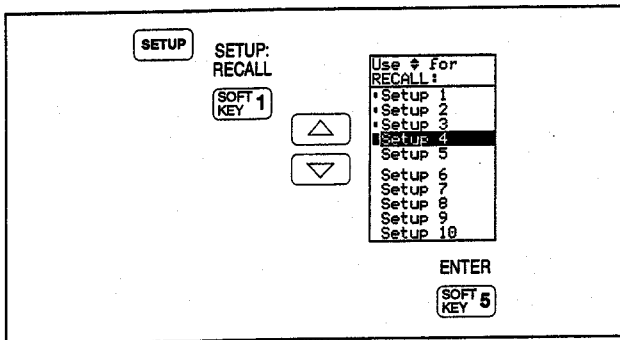 SETUP
SETUP:
RECALL
SOFT KEY 1
Use ♦ for
RECALL:
Setup 1
Setup 2
Setup 3
Setup 4
Setup 5
Setup 6
Setup 7
Setup 8
Setup 9
Setup 10
ENTER
SOFT KEY 5